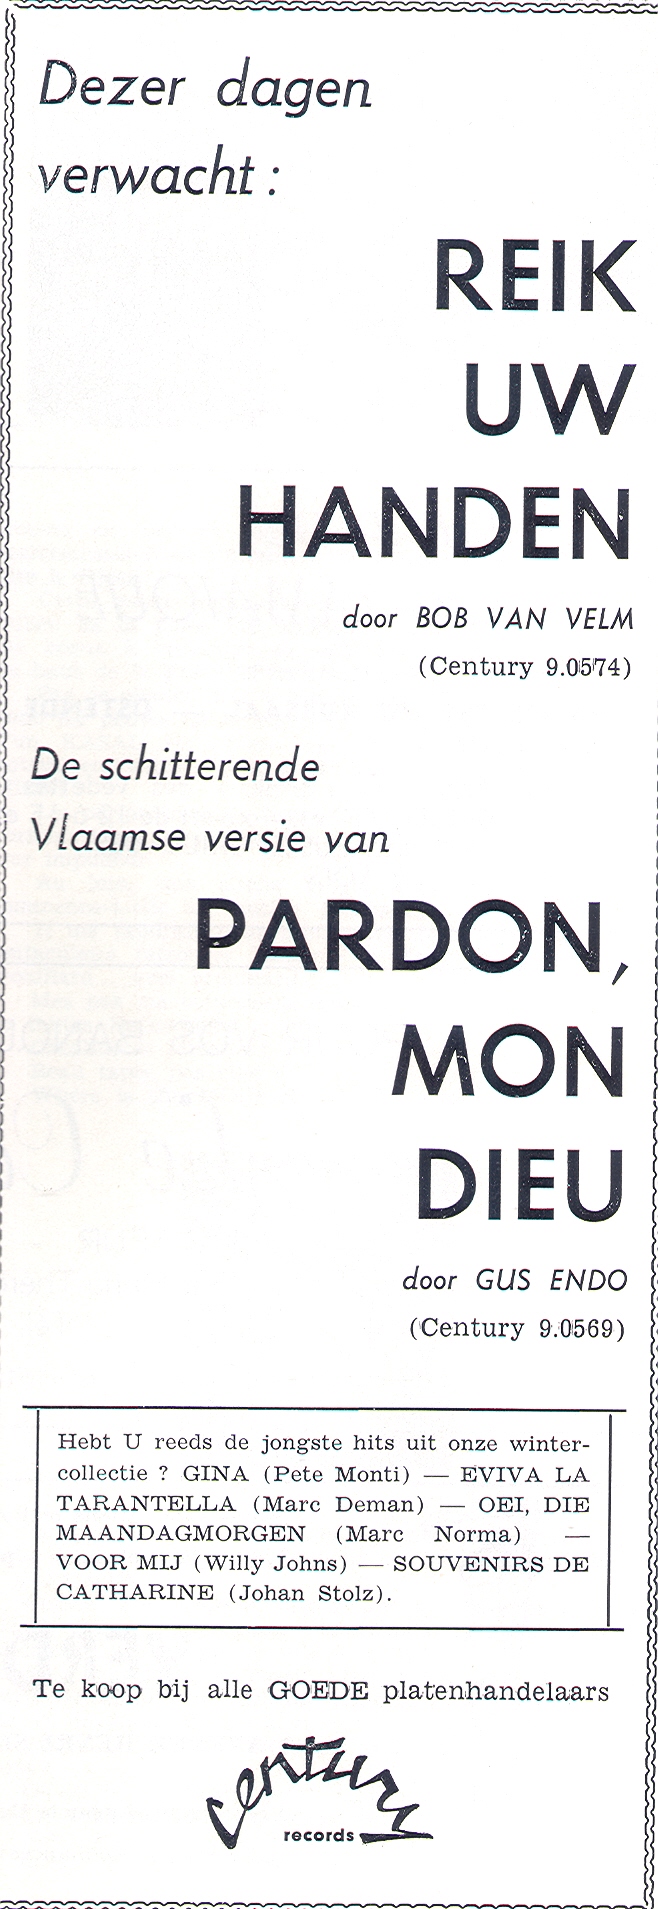 Dezer dagen
verwacht :
REIK
UW
HANDEN
door BOB VAN VELM
(Century 9.0574)
De schitterende
Vlaamse versie van
PARDON,
MON
DIEU
door GUS ENDO
(Century 9.0569)
Hebt U reeds de jongste hits uit onze winter-
collectie ? GINA (Pete Monti) — EVIVA LA
TARANTELLA (Marc Deman) — OEI, DIE
MAANDAGMORGEN (Marc Norma) —
VOOR MIJ (Willy Johns) — SOUVENIRS DE
CATHARINE (Johan Stolz).
Te koop bij alle GOEDE platenhandelaars
century
records